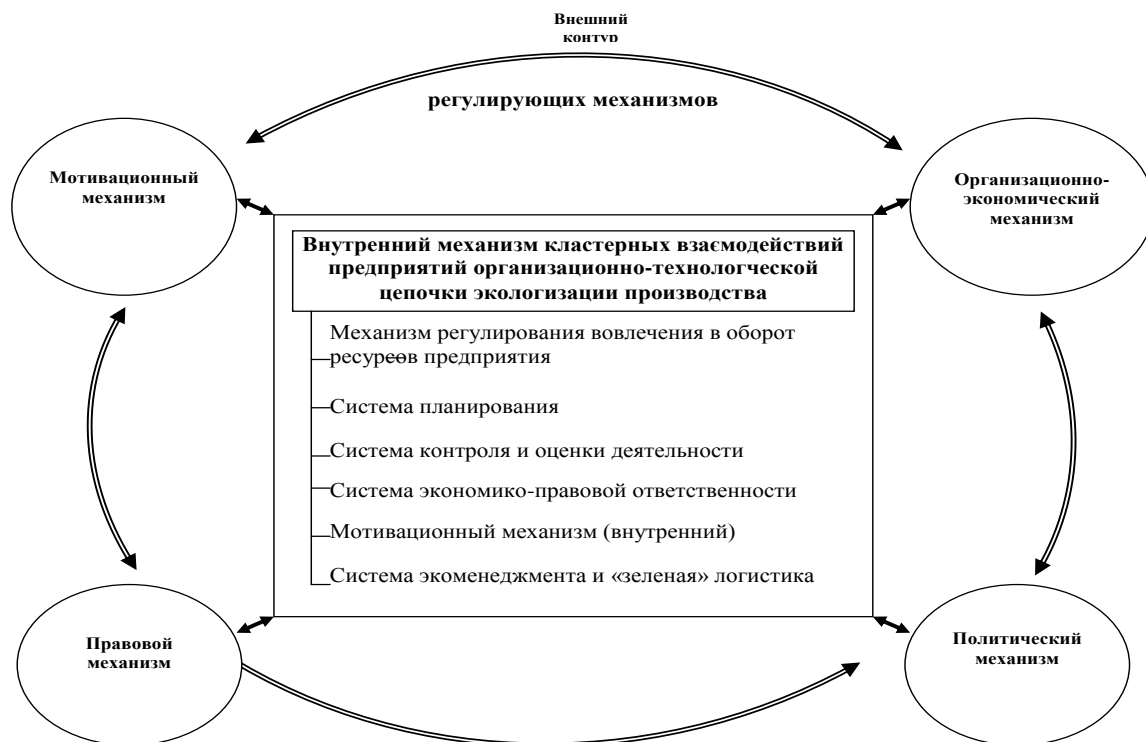 Внешний
контур
регулирующих механизмов
Мотивационный
механизм
Организационно-
экономический
механизм
Внутренний механизм кластерных взаємодействий
предприятий организационно-технологческой
цепочки экологизации производства
Механизм регулирования вовлечения в оборот
ресурсов предприятия
Система планирования
Система контроля и оценки деятельности
Система экономико-правовой ответственности
Мотивационный механизм (внутренний)
Система экоменеджмента и «зеленая» логистика
Правовой
механизм
Политический
механизм